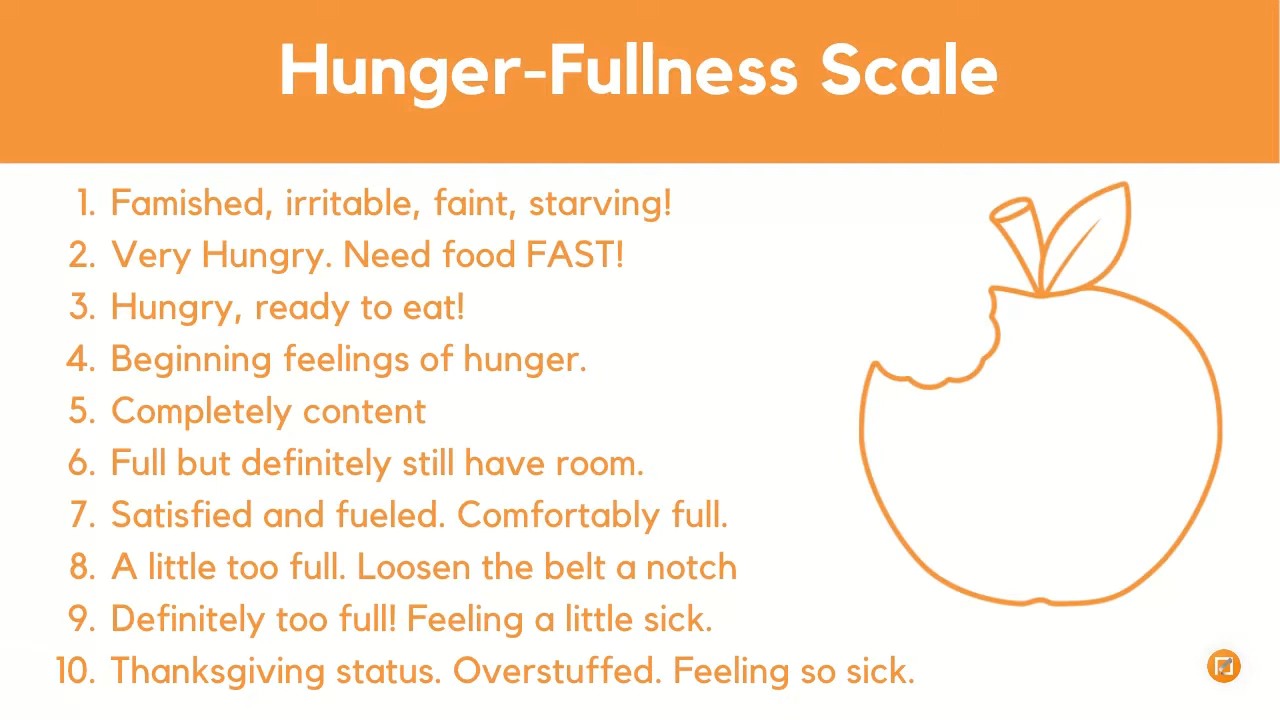 Hunger-Fullness Scale
1. Famished, irritable, faint, starving!
2. Very Hungry. Need food FAST!
3. Hungry, ready to eat!
4. Beginning feelings of hunger.
5. Completely content
6. Full but definitely still have room.
7. Satisfied and fueled. Comfortably full.
8. A little too full. Loosen the belt a notch
9. Definitely too full! Feeling a little sick.
10. Thanksgiving status. Overstuffed. Feeling so sick.